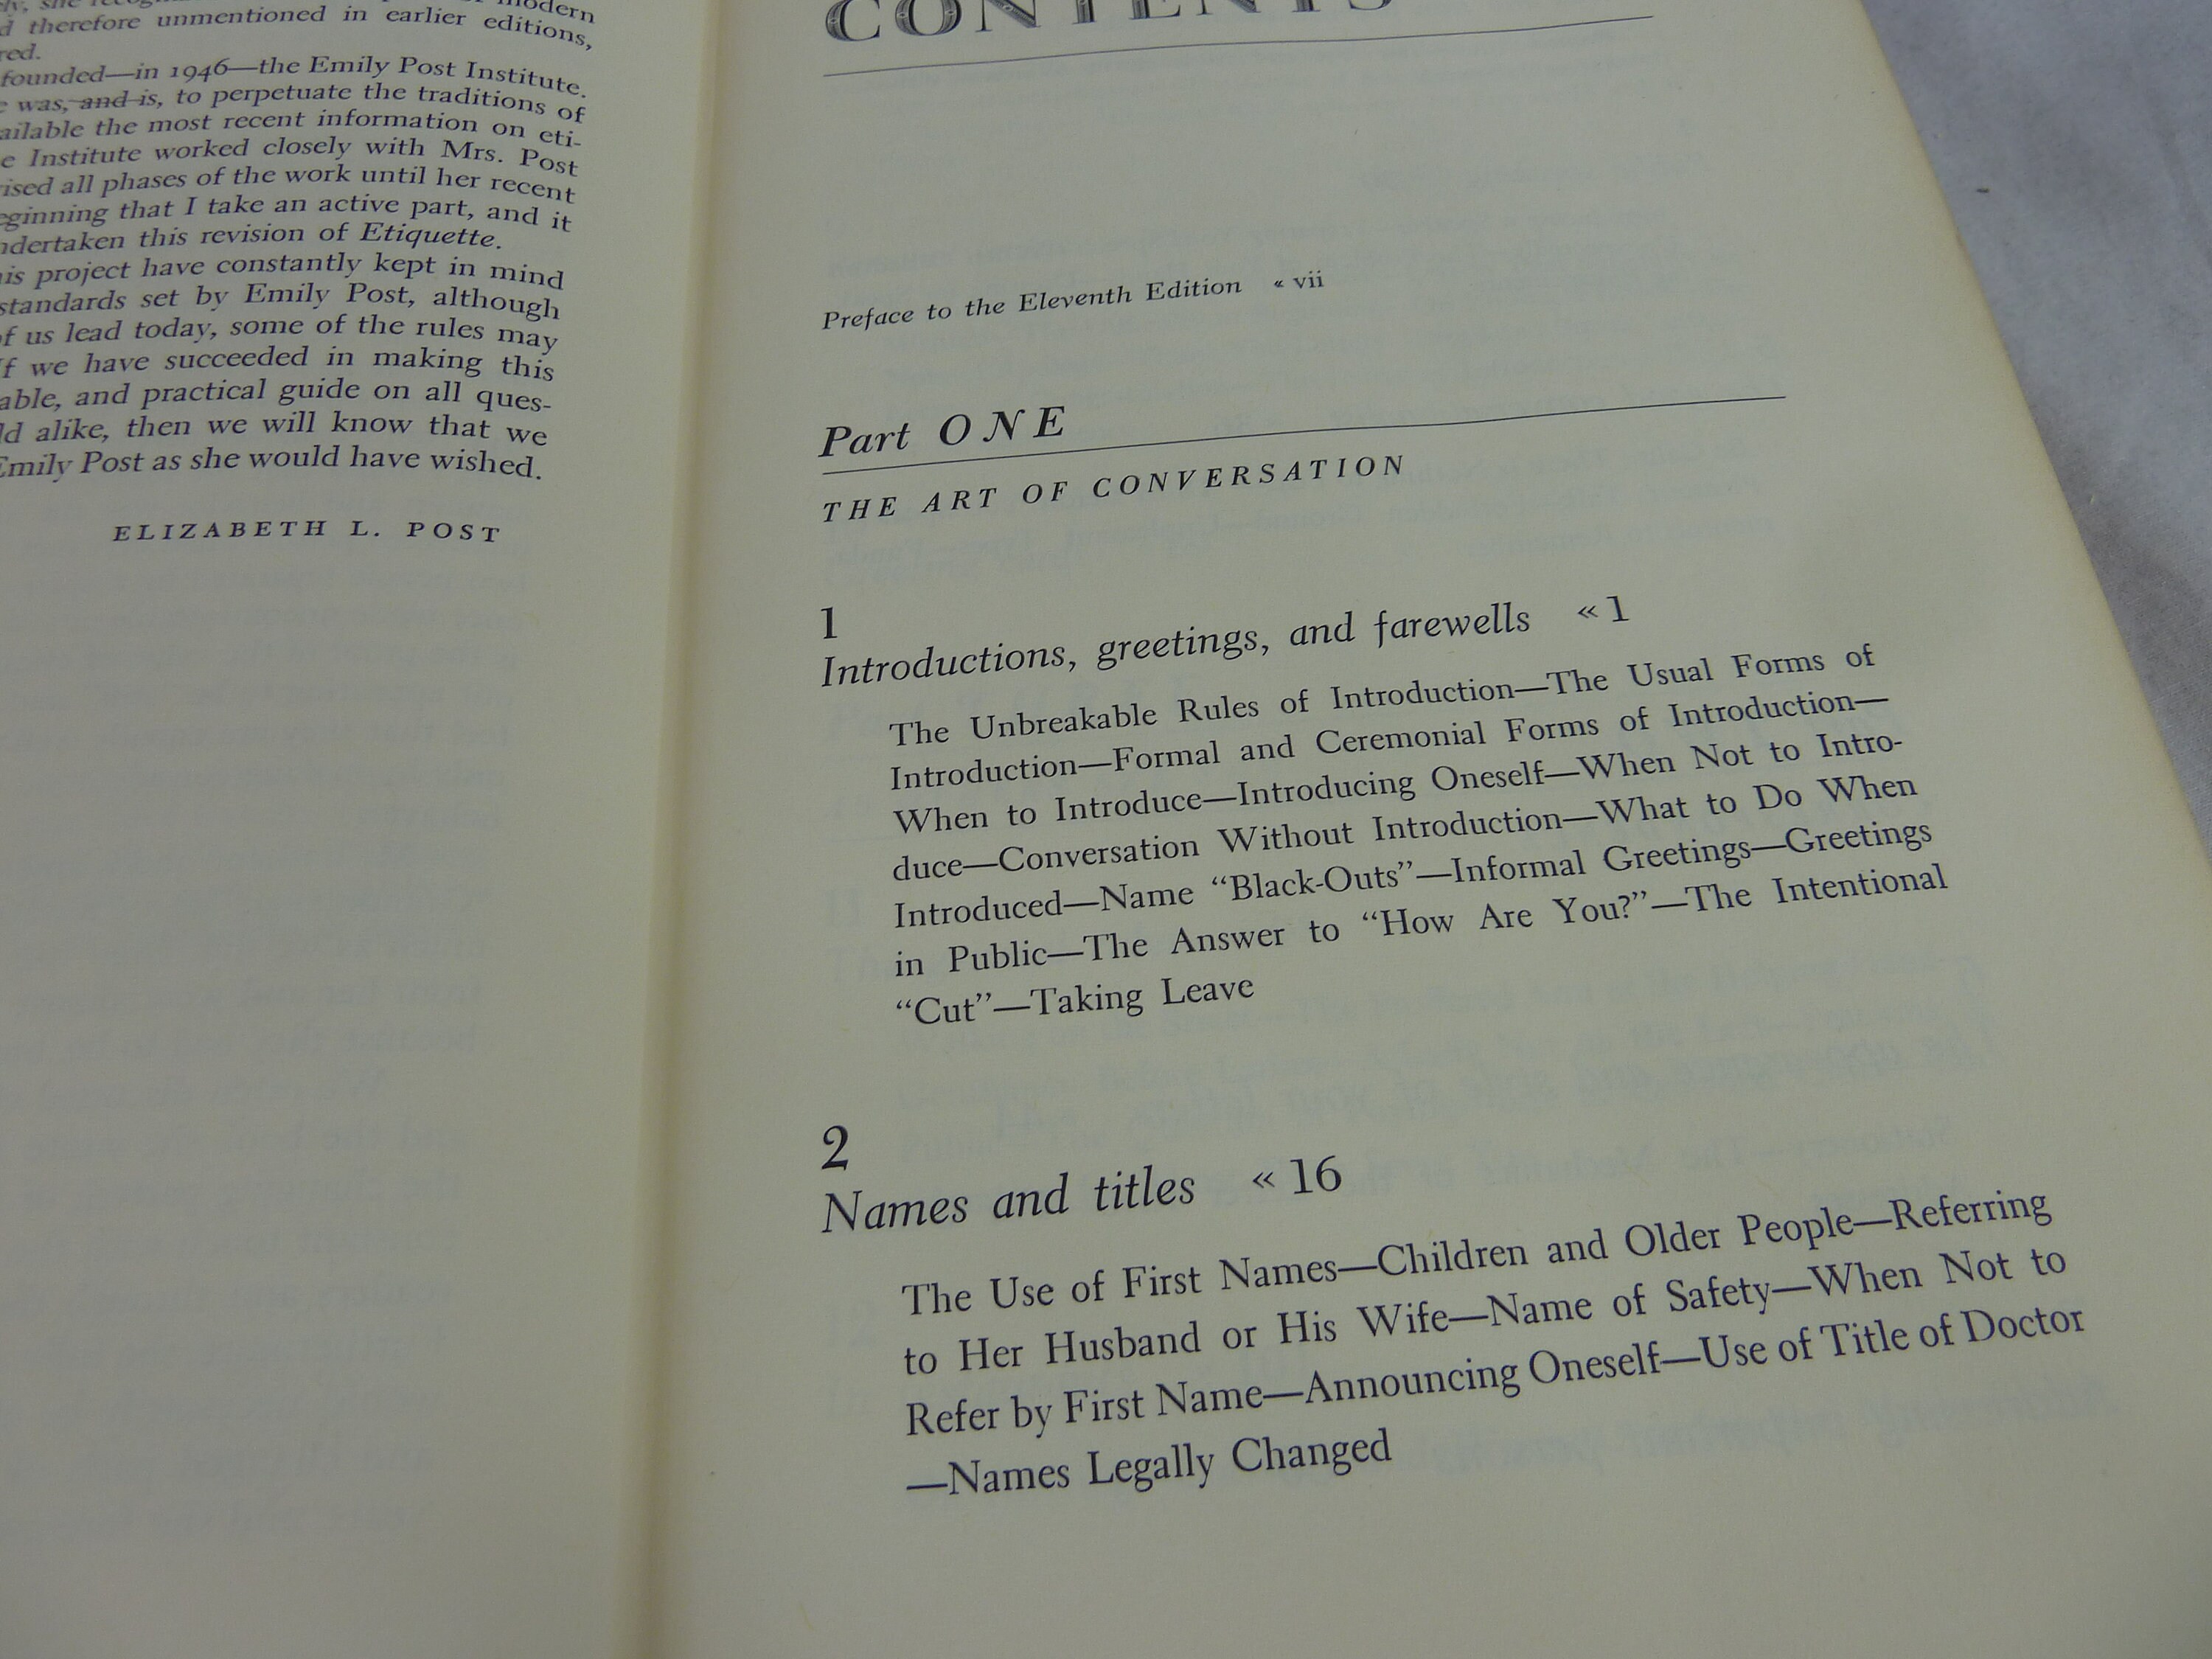 modern
therefore unmentioned in earlier editions,
red.
founded—in 1946—the Emily Post Institute.
was, and is, to perpetuate the traditions of
ailable the most recent information on eti-
e Institute worked closely with Mrs. Post
ised all phases of the work until her recent
eginning that I take an active part, and it
ndertaken this revision of Etiquette.
is project have constantly kept in mind
standards set by Emily Post, although
of us lead today, some of the rules may
If we have succeeded in making this
able, and practical guide on all ques-
ld alike, then we will know that we
Emily Post as she would have wished.
ELIZABETH L. POST
CONTENTS
Preface to the Eleventh Edition « vii
Part ONE
THE ART OF CONVERSATION
1
Introductions, greetings, and farewells « 1
The Unbreakable Rules of Introduction—The Usual Forms of
Introduction—Formal and Ceremonial Forms of Introduction—
When to Introduce—Introducing Oneself—When Not to Intro-
duce—Conversation Without Introduction—What to Do When
Introduced—Name “Black-Outs”—Informal Greetings—Greetings
in Public—The Answer to “How Are You?”—The Intentional
“Cut”—Taking Leave
2
Names and titles « 16
The Use of First Names—Children and Older People—Referring
to Her Husband or His Wife—Name of Safety—When Not to
Refer by First Name—Announcing Oneself—Use of Title of Doctor
—Names Legally Changed